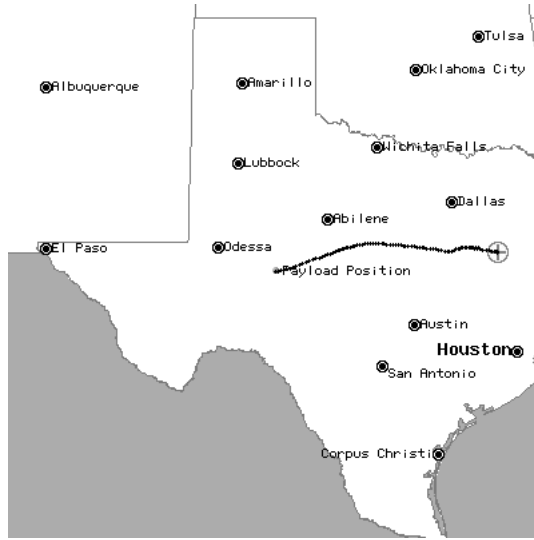 Tulsa
Oklahoma City
Albuquerque
Amarillo
Wichita Falls
Lubbock
Dallas
Abilene
El Paso
Odessa
Payload Position
Austin
Houston
San Antonio
Corpus Christi